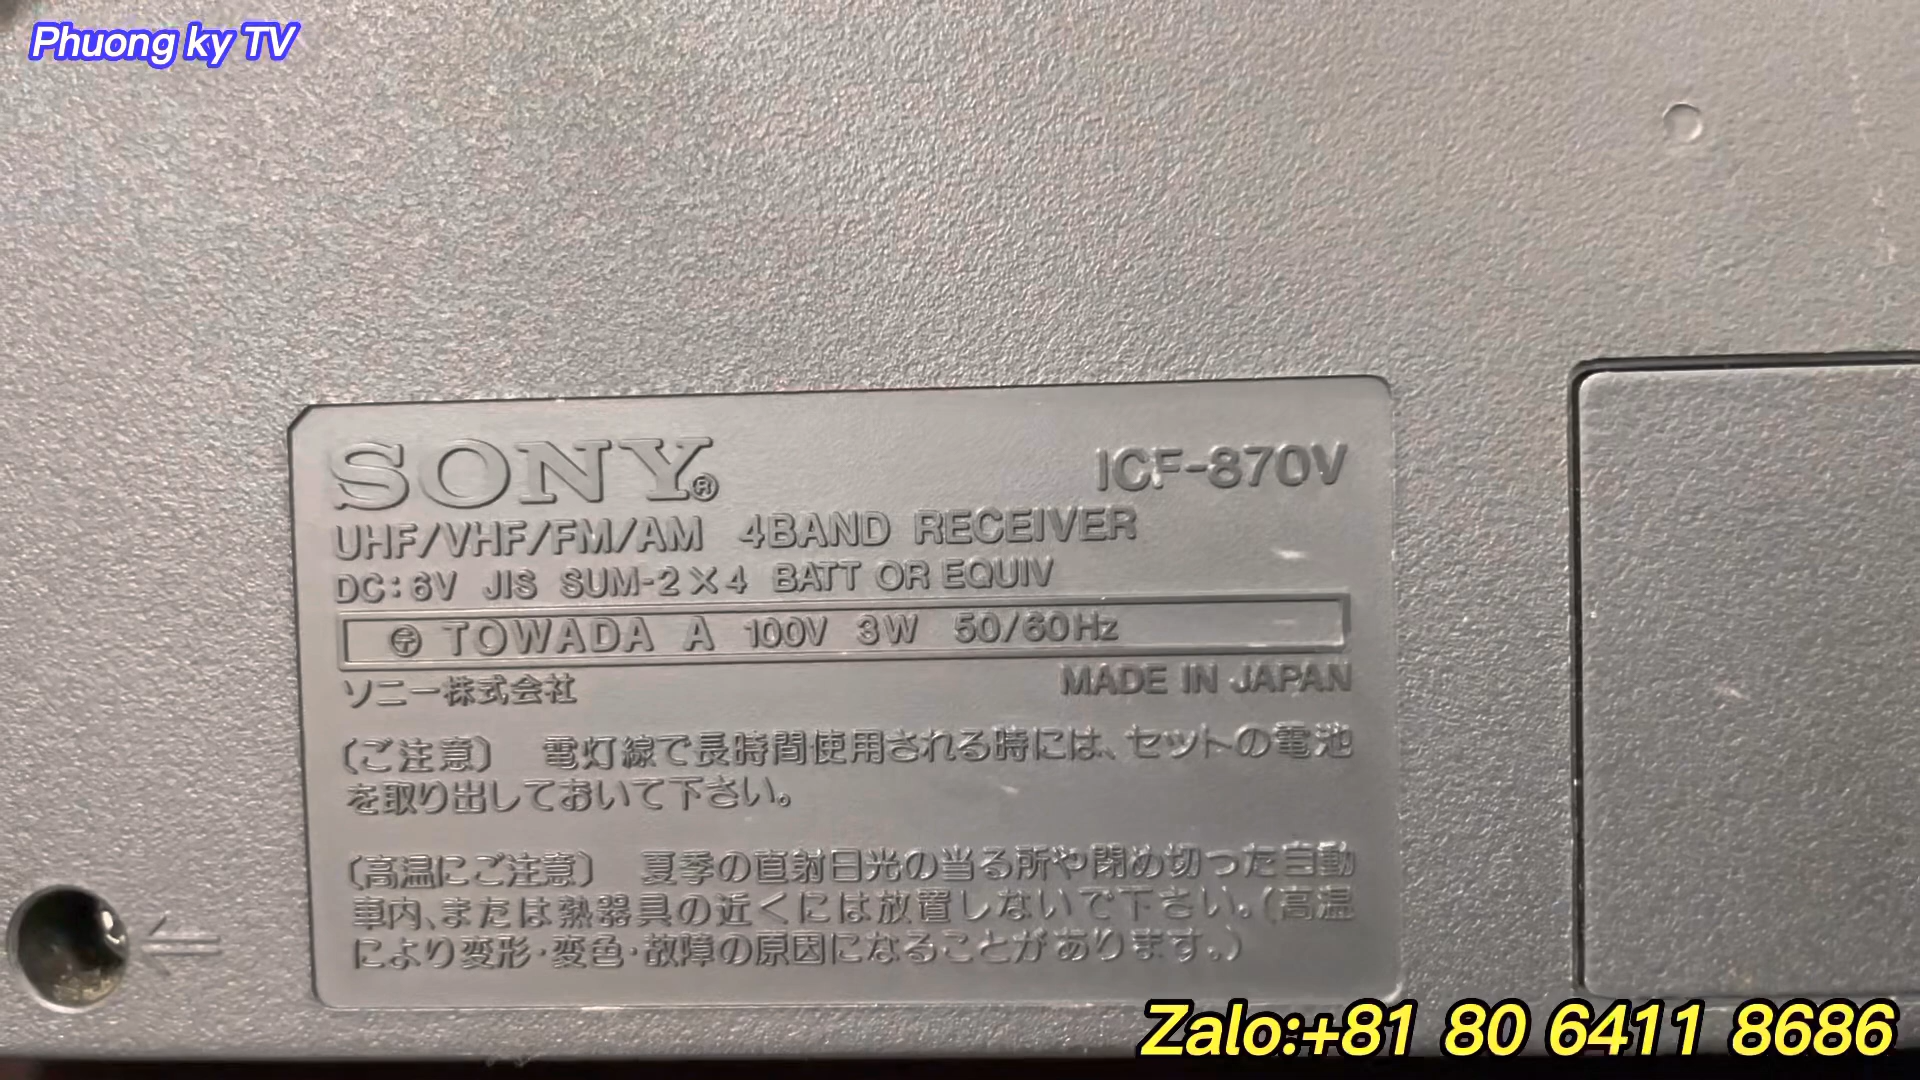 Phuong ky TV
SONY® ICF-870V
UHF/VHF/FM/AM 4BAND RECEIVER
DC:6V JIS SUM-2×4 BATT OR EQUIV
〒 TOWADA A 100V 3W 50/60Hz
ソニー株式会社 MADE IN JAPAN
〔ご注意〕 電灯線で長時間使用される時には、セットの電池
を取り出しておいて下さい。
〔高温にご注意〕 夏季の直射日光の当る所や閉め切った自動
車内、または熱器具の近くには放置しないで下さい。(高温
により変形・変色・故障の原因になることがあります。)
Zalo:+81 80 6411 8686